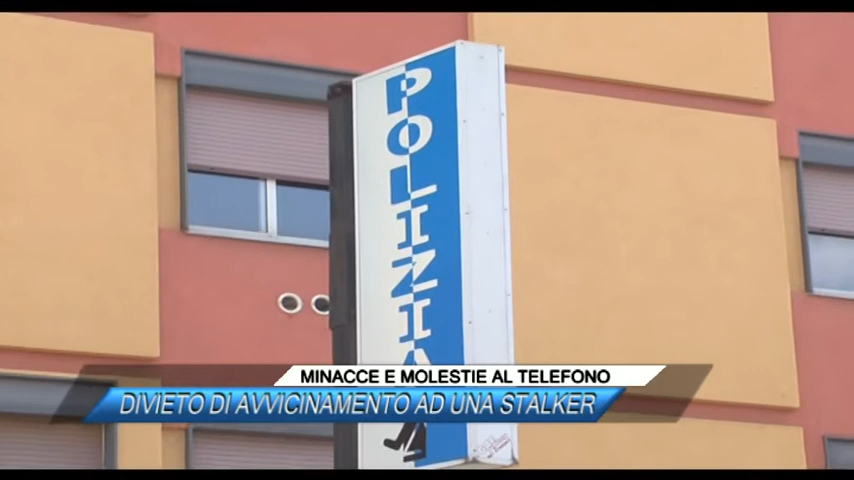 POLIZIA
MINACCE E MOLESTIE AL TELEFONO
DIVIETO DI AVVICINAMENTO AD UNA STALKER